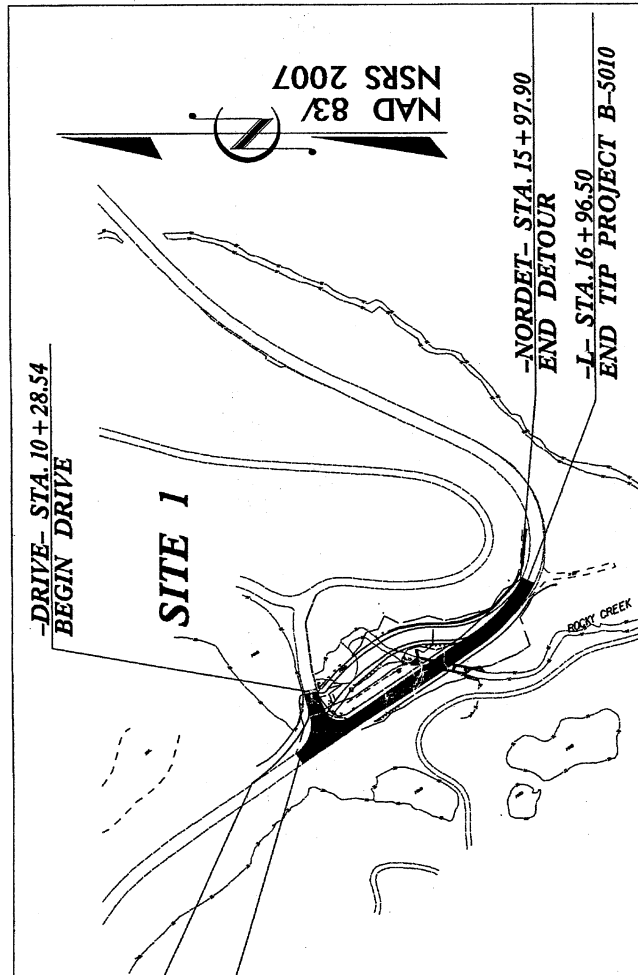 NAD 83/
NSRS 2007
-DRIVE- STA. 10+28.54
BEGIN DRIVE
SITE 1
-NORDET- STA. 15+97.90
END DETOUR
-L- STA. 16+96.50
END TIP PROJECT B-5010
ROCKY CREEK